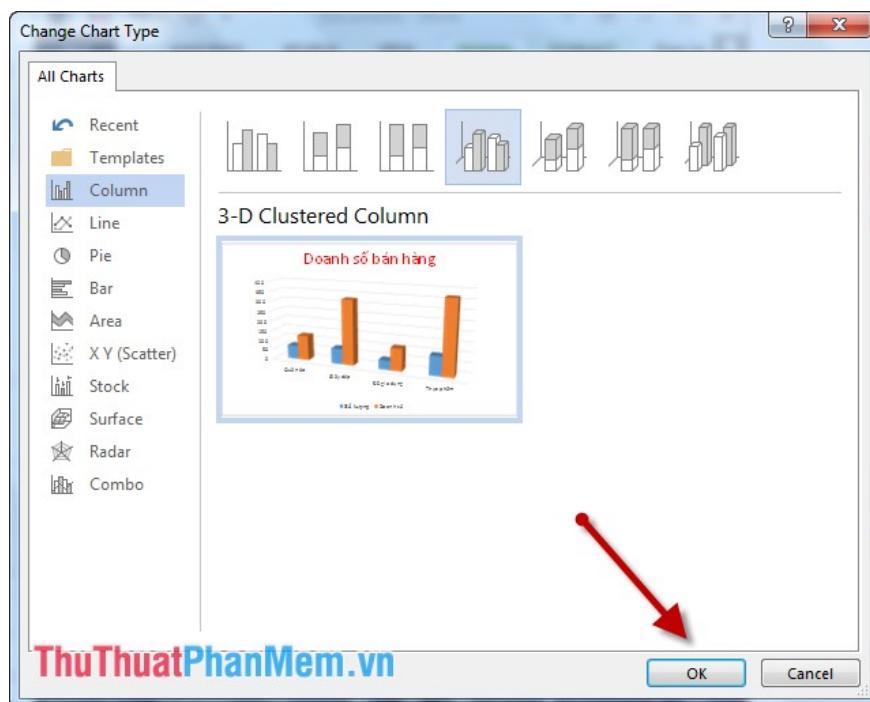 Change Chart Type
All Charts
Recent
Templates
Column
Line
Pie
Bar
Area
X Y (Scatter)
Stock
Surface
Radar
Combo
3-D Clustered Column
Doanh số bán hàng
ThuThuatPhanMem.vn
OK
Cancel